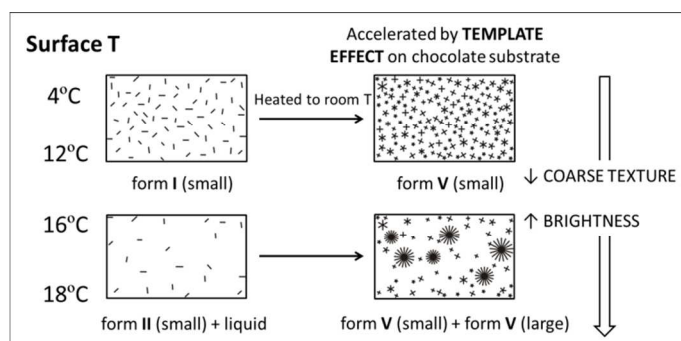 Surface T
Accelerated by TEMPLATE
EFFECT on chocolate substrate
4ºC
12ºC
Heated to room T
form I (small)
form V (small)
↓ COARSE TEXTURE
↑ BRIGHTNESS
16ºC
18ºC
form II (small) + liquid
form V (small) + form V (large)